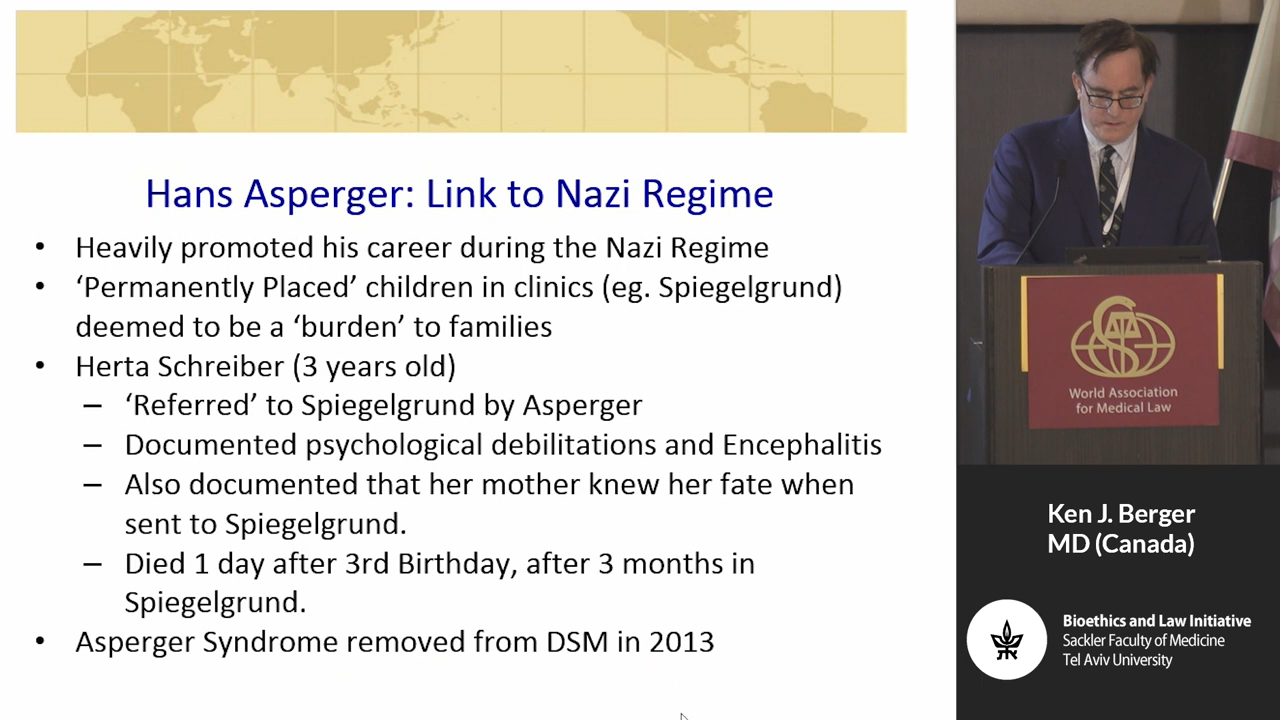 Hans Asperger: Link to Nazi Regime
• Heavily promoted his career during the Nazi Regime
• ‘Permanently Placed’ children in clinics (eg. Spiegelgrund)
deemed to be a ‘burden’ to families
• Herta Schreiber (3 years old)
– ‘Referred’ to Spiegelgrund by Asperger
– Documented psychological debilitations and Encephalitis
– Also documented that her mother knew her fate when
sent to Spiegelgrund.
– Died 1 day after 3rd Birthday, after 3 months in
Spiegelgrund.
• Asperger Syndrome removed from DSM in 2013
World Association
for Medical Law
Ken J. Berger
MD (Canada)
Bioethics and Law Initiative
Sackler Faculty of Medicine
Tel Aviv University